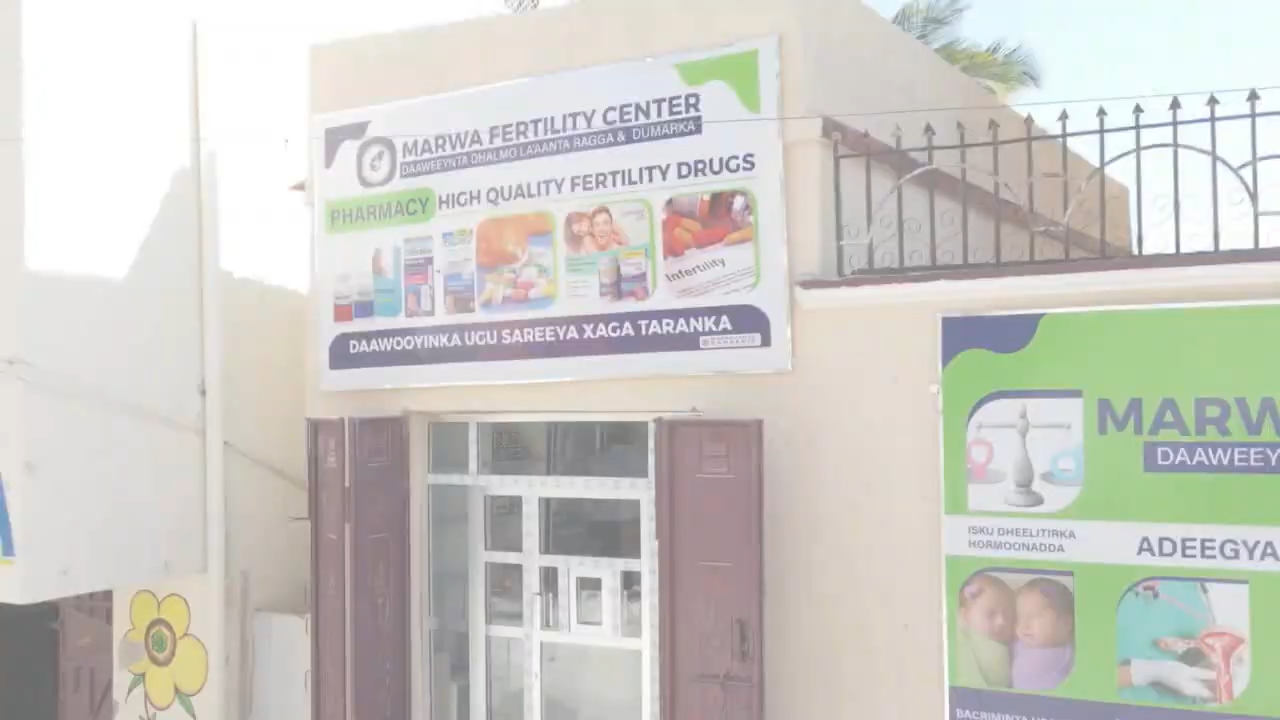 MARWA FERTILITY CENTER
DAAWEEYNTA DHALMO LA'AANTA RAGGA & DUMARKA
PHARMACY HIGH QUALITY FERTILITY DRUGS
Infertility
DAAWOOYINKA UGU SAREEYA XAGA TARANKA
MARW
DAAWEEY
ISKU DHEELITIRKA
HORMOONADDA
ADEEGYA
BACRIMINTA